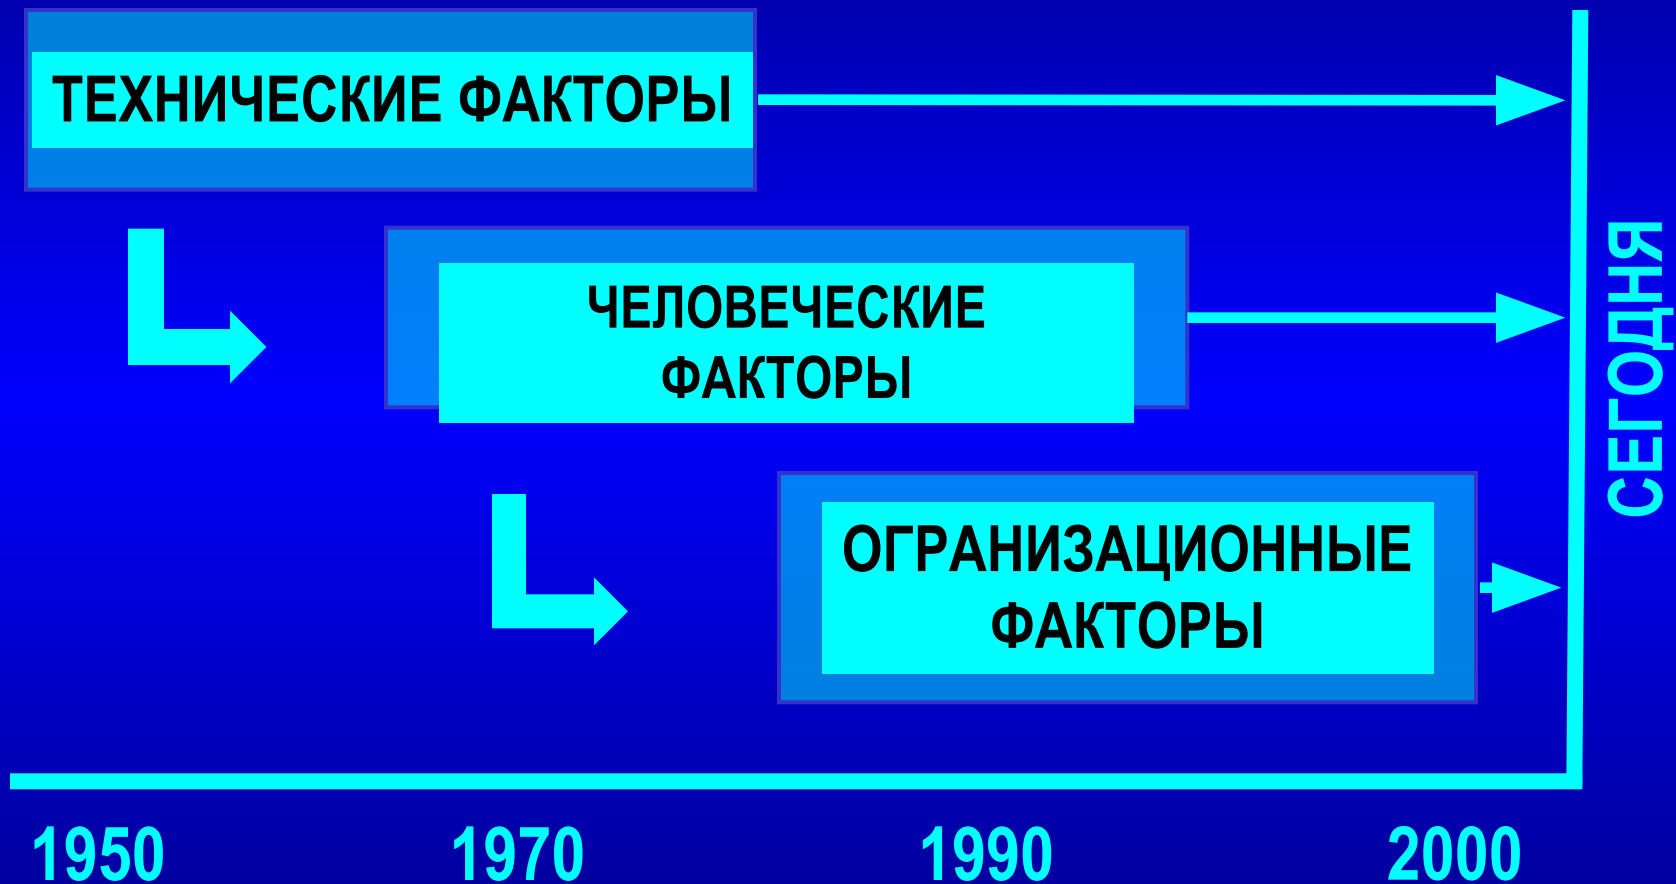 ТЕХНИЧЕСКИЕ ФАКТОРЫ
ЧЕЛОВЕЧЕСКИЕ
ФАКТОРЫ
ОГРАНИЗАЦИОННЫЕ
ФАКТОРЫ
СЕГОДНЯ
1950 1970 1990 2000